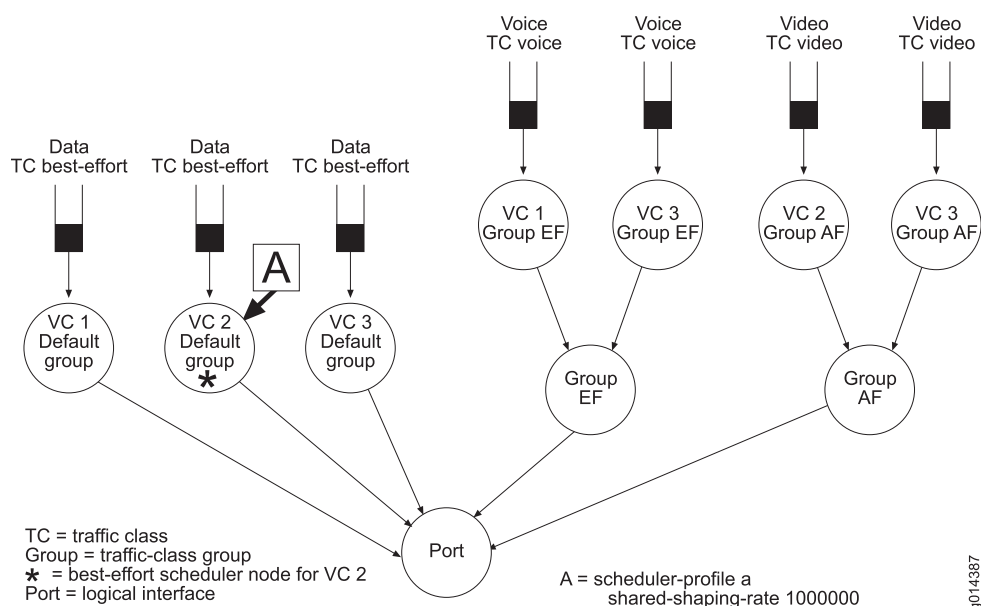 Voice
TC voice
Voice
TC voice
Video
TC video
Video
TC video
Data
TC best-effort
Data
TC best-effort
Data
TC best-effort
A
VC 1
Group EF
VC 3
Group EF
VC 2
Group AF
VC 3
Group AF
VC 1
Default
group
VC 2
Default
group
*
VC 3
Default
group
Group
EF
Group
AF
Port
TC = traffic class
Group = traffic-class group
* = best-effort scheduler node for VC 2
Port = logical interface
A = scheduler-profile a
shared-shaping-rate 1000000
g014387